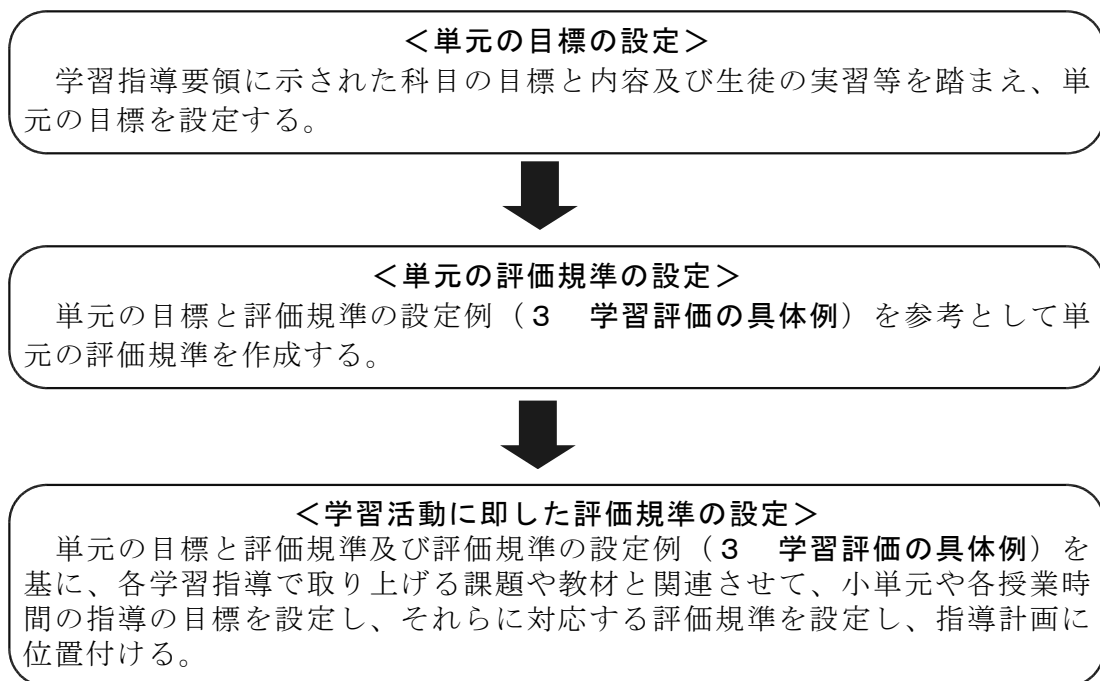 ＜単元の目標の設定＞
学習指導要領に示された科目の目標と内容及び生徒の実習等を踏まえ、単
元の目標を設定する。
＜単元の評価規準の設定＞
単元の目標と評価規準の設定例（３　学習評価の具体例）を参考として単
元の評価規準を作成する。
＜学習活動に即した評価規準の設定＞
単元の目標と評価規準及び評価規準の設定例（３　学習評価の具体例）を
基に、各学習指導で取り上げる課題や教材と関連させて、小単元や各授業時
間の指導の目標を設定し、それらに対応する評価規準を設定し、指導計画に
位置付ける。